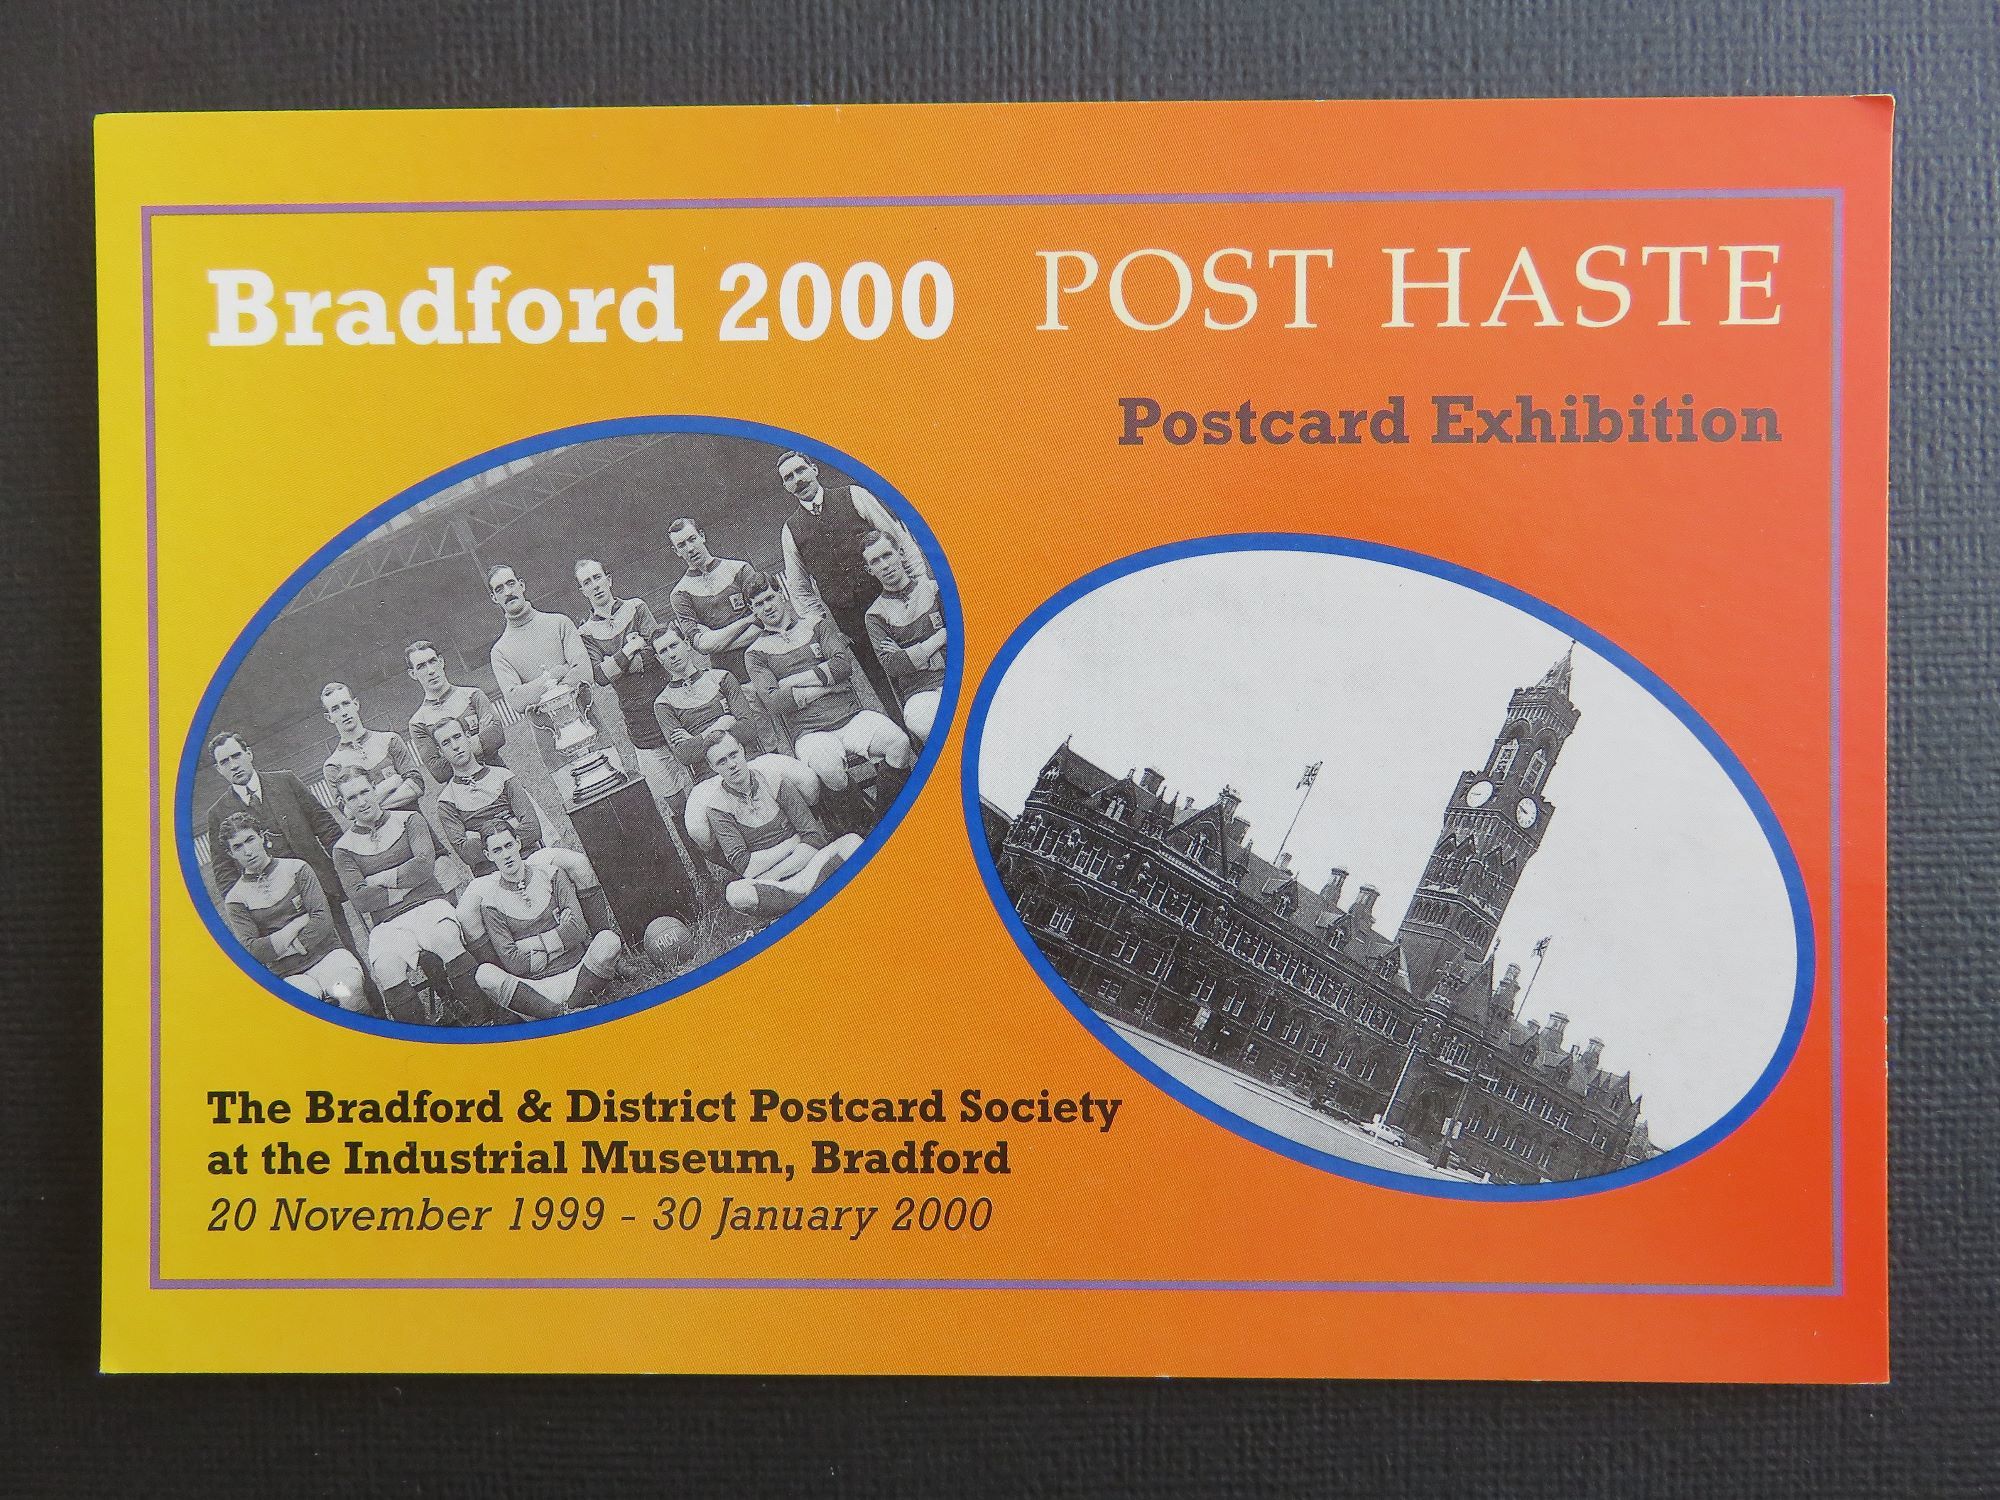 Bradford 2000 POST HASTE
Postcard Exhibition
The Bradford & District Postcard Society
at the Industrial Museum, Bradford
20 November 1999 - 30 January 2000